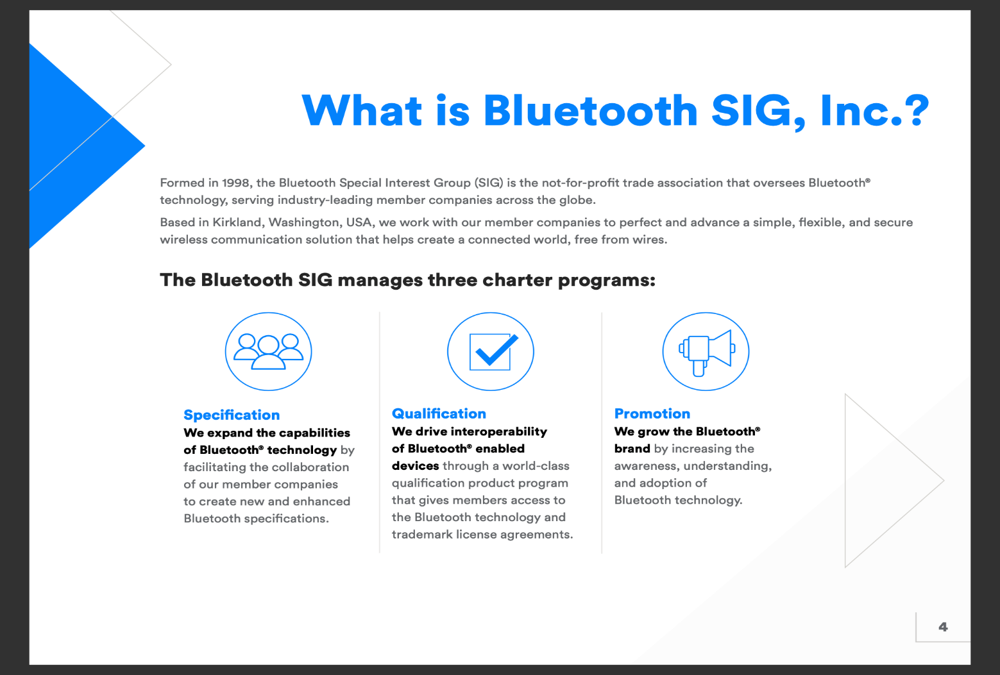 What is Bluetooth SIG, Inc.?
Formed in 1998, the Bluetooth Special Interest Group (SIG) is the not-for-profit trade association that oversees Bluetooth®
technology, serving industry-leading member companies across the globe.
Based in Kirkland, Washington, USA, we work with our member companies to perfect and advance a simple, flexible, and secure
wireless communication solution that helps create a connected world, free from wires.
The Bluetooth SIG manages three charter programs:
Specification
We expand the capabilities
of Bluetooth® technology by
facilitating the collaboration
of our member companies
to create new and enhanced
Bluetooth specifications.
Qualification
We drive interoperability
of Bluetooth® enabled
devices through a world-class
qualification product program
that gives members access to
the Bluetooth technology and
trademark license agreements.
Promotion
We grow the Bluetooth®
brand by increasing the
awareness, understanding,
and adoption of
Bluetooth technology.
4